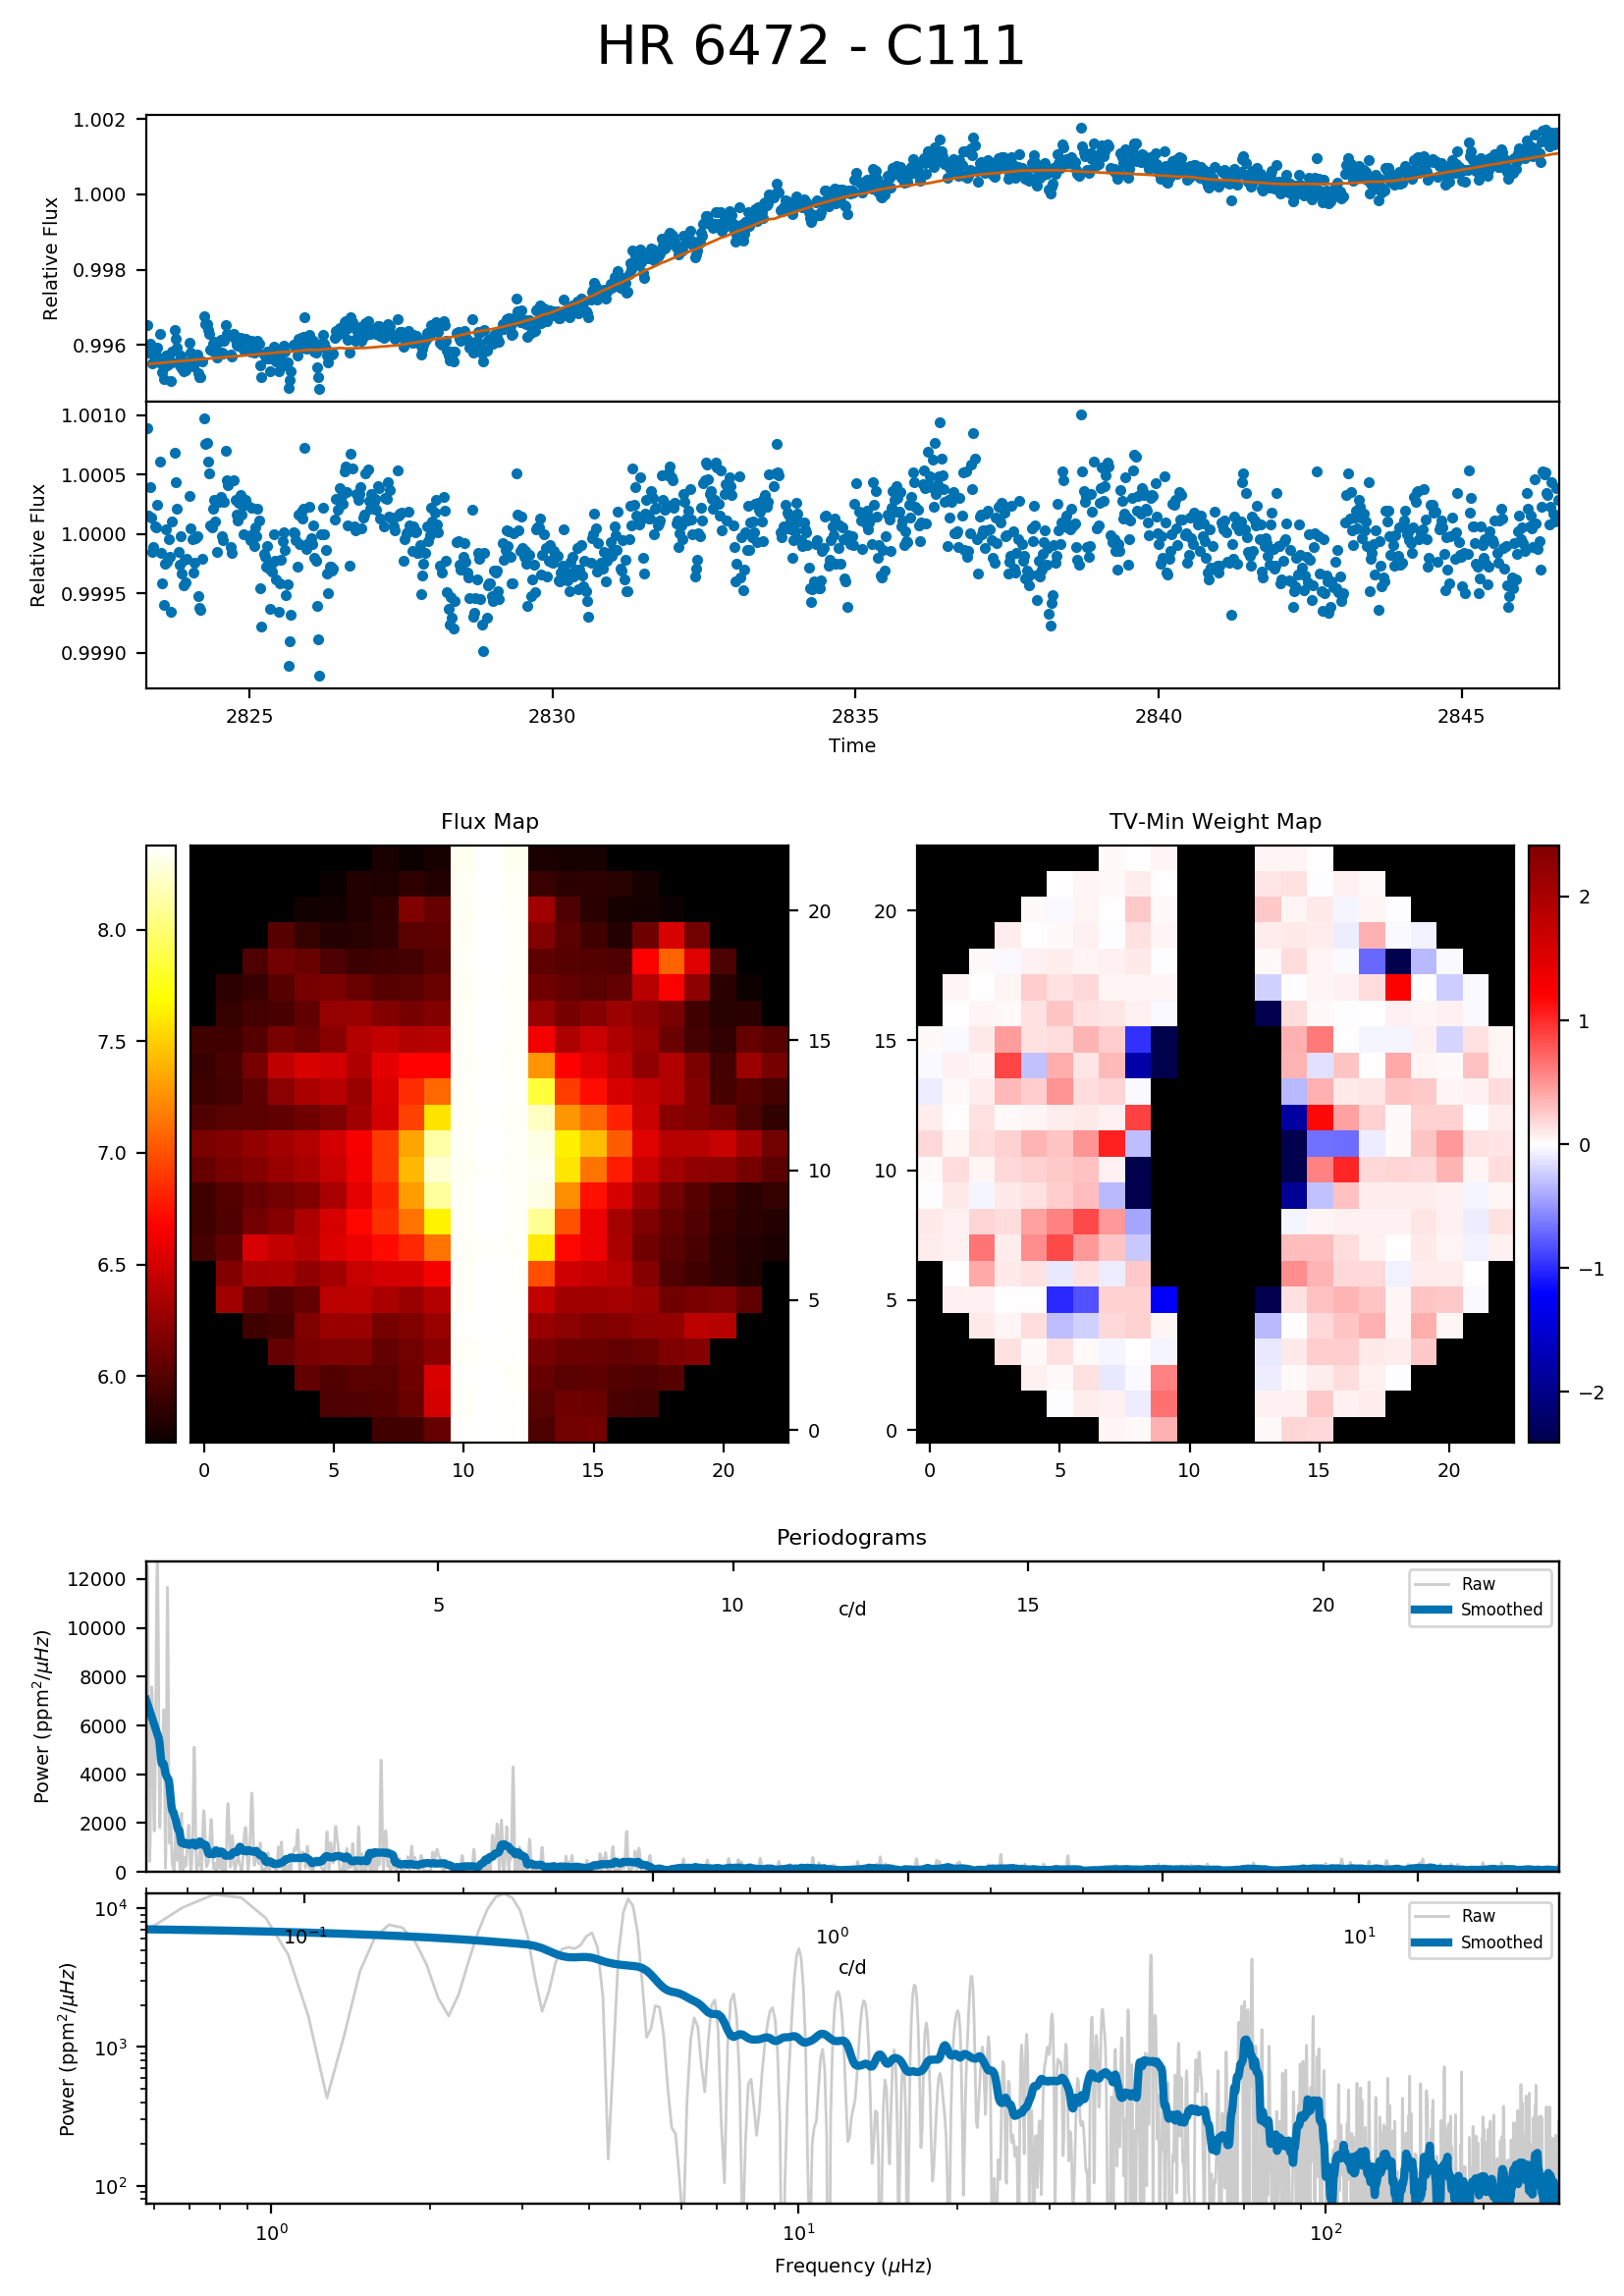 HR 6472 - C111
1.002
1.000
0.998
0.996
Relative Flux
1.0010
1.0005
1.0000
0.9995
0.9990
Relative Flux
2825 2830 2835 2840 2845
Time
Flux Map
8.0
7.5
7.0
6.5
6.0
20
15
10
5
0
0 5 10 15 20
TV-Min Weight Map
20
15
10
5
0
0 5 10 15 20
2
1
0
−1
−2
Periodograms
12000
10000
8000
6000
4000
2000
0
Power (ppm²/μHz)
5 10 15 20
c/d
Raw
Smoothed
10⁴
10³
10²
Power (ppm²/μHz)
10⁻¹ 10⁰ 10¹
c/d
Raw
Smoothed
10⁰ 10¹ 10²
Frequency (μHz)